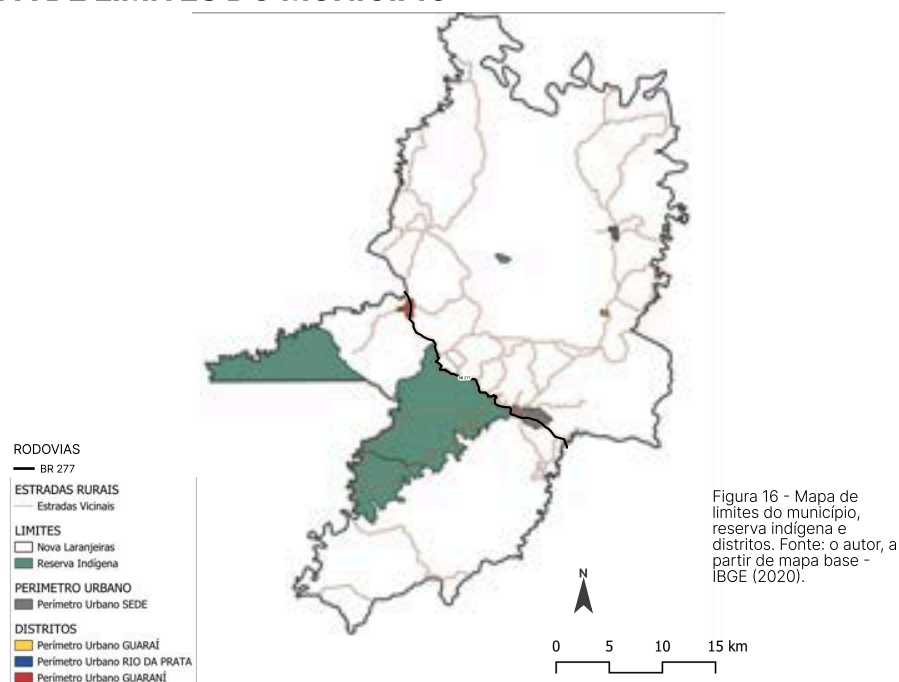 RODOVIAS
BR 277
ESTRADAS RURAIS
Estradas Vicinais
LIMITES
Nova Laranjeiras
Reserva Indígena
PERIMETRO URBANO
Perímetro Urbano SEDE
DISTRITOS
Perímetro Urbano GUARAÍ
Perímetro Urbano RIO DA PRATA
Perímetro Urbano GUARANÍ
Figura 16 - Mapa de
limites do município,
reserva indígena e
distritos. Fonte: o autor, a
partir de mapa base -
IBGE (2020).
N
0 5 10 15 km